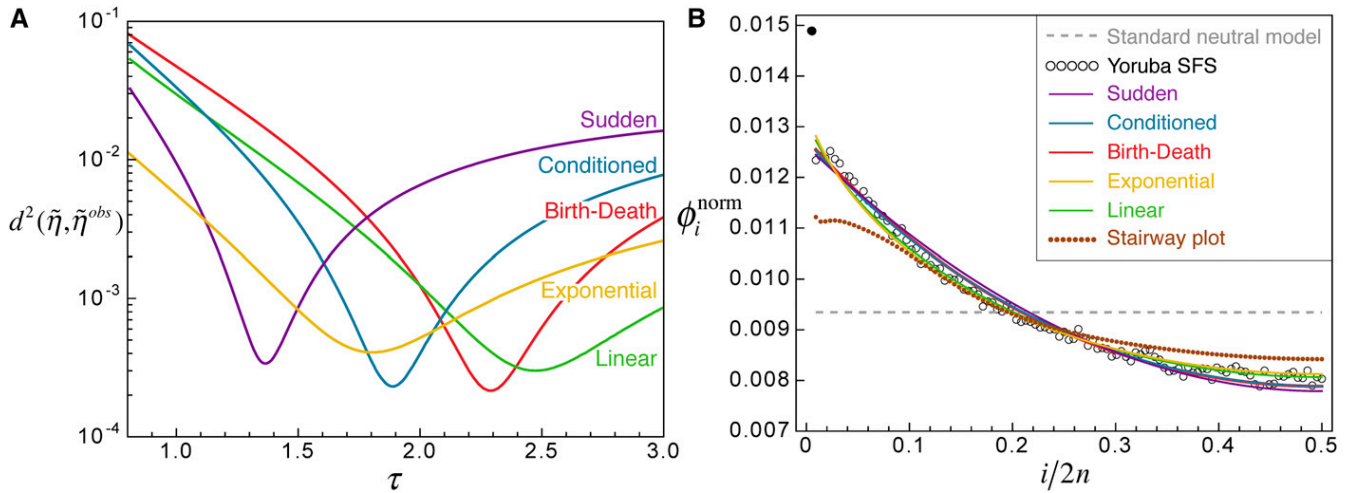 A
10⁻¹
10⁻²
10⁻³
10⁻⁴
d²(η̃,η̃ᵒᵇˢ)
Sudden
Conditioned
Birth-Death
Exponential
Linear
1.0 1.5 2.0 2.5 3.0
τ
B
0.015
0.014
0.013
0.012
0.011
0.010
0.009
0.008
0.007
ϕᵢⁿᵒʳᵐ
Standard neutral model
Yoruba SFS
Sudden
Conditioned
Birth-Death
Exponential
Linear
Stairway plot
0 0.1 0.2 0.3 0.4 0.5
i/2n